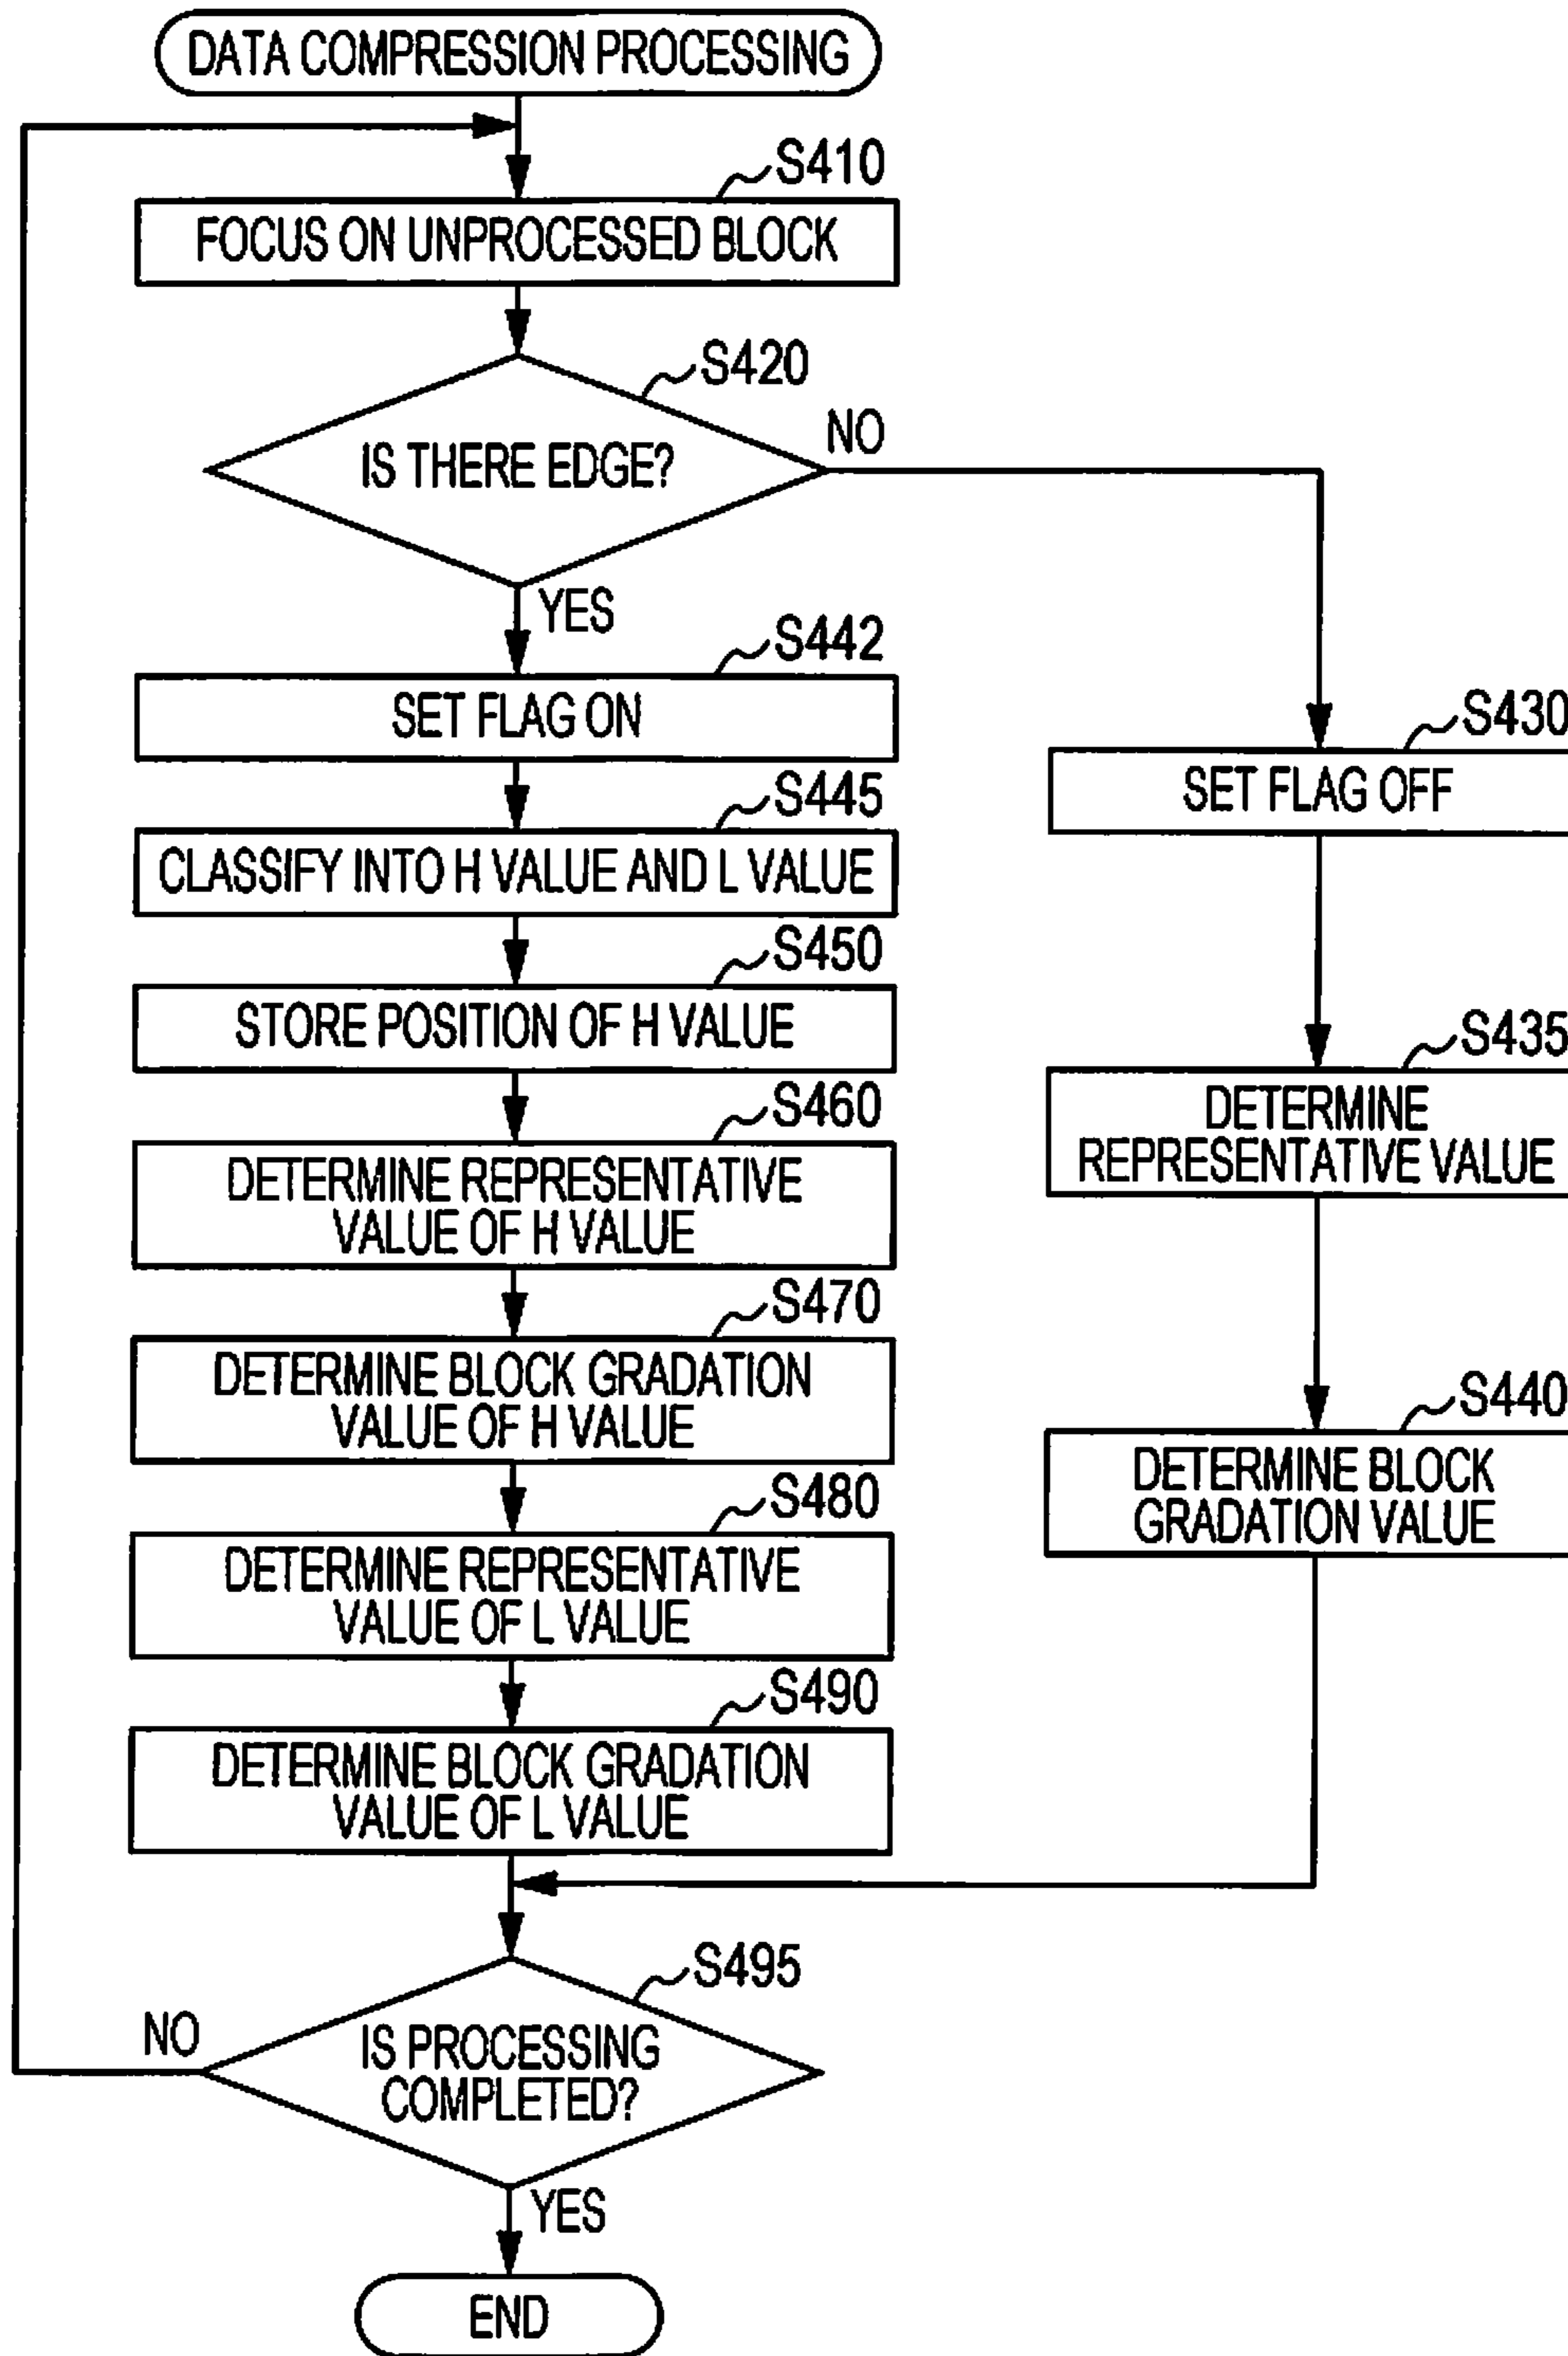 DATA COMPRESSION PROCESSING
S410
FOCUS ON UNPROCESSED BLOCK
S420
IS THERE EDGE?
NO
YES
S442
SET FLAG ON
S430
SET FLAG OFF
S445
CLASSIFY INTO H VALUE AND L VALUE
S450
STORE POSITION OF H VALUE
S435
DETERMINE
REPRESENTATIVE VALUE
S460
DETERMINE REPRESENTATIVE
VALUE OF H VALUE
S470
DETERMINE BLOCK GRADATION
VALUE OF H VALUE
S440
DETERMINE BLOCK
GRADATION VALUE
S480
DETERMINE REPRESENTATIVE
VALUE OF L VALUE
S490
DETERMINE BLOCK GRADATION
VALUE OF L VALUE
S495
NO
IS PROCESSING
COMPLETED?
YES
END